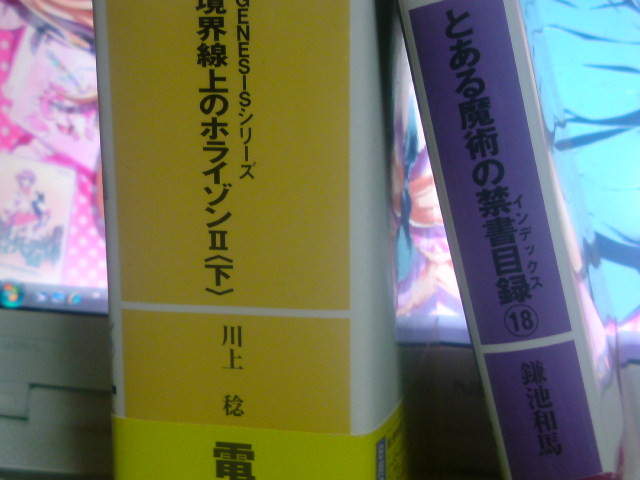 GENESISシリーズ
境界線上のホライゾンII〈下〉
川上 稔
電
とある魔術の禁書目録
インデックス
⑱
鎌池和馬